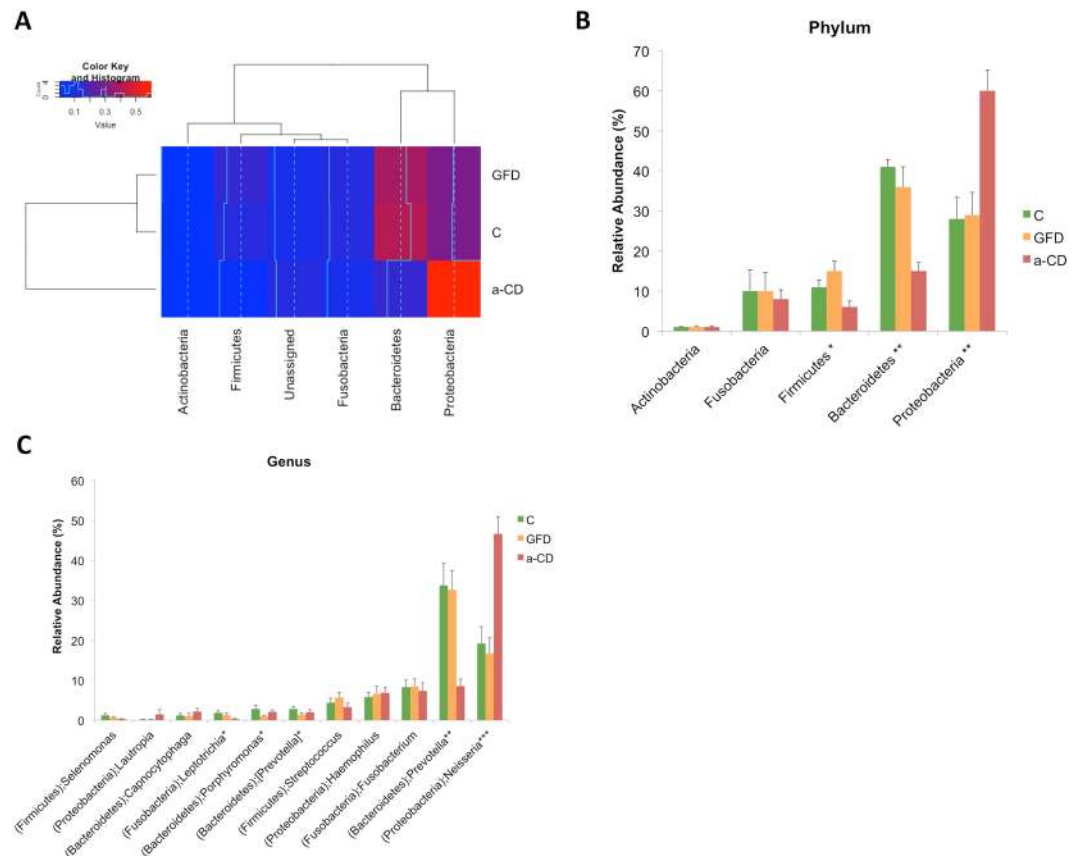 A
Color Key
and Histogram
Count
0 4
0.1 0.3 0.5
Value
GFD
C
a-CD
Actinobacteria
Firmicutes
Unassigned
Fusobacteria
Bacteroidetes
Proteobacteria
B
Phylum
Relative Abundance (%)
70
60
50
40
30
20
10
0
Actinobacteria
Fusobacteria
Firmicutes *
Bacteroidetes **
Proteobacteria **
C
GFD
a-CD
C
Genus
Relative Abundance (%)
60
50
40
30
20
10
0
(Firmicutes);Selenomonas
(Proteobacteria);Lautropia
(Bacteroidetes);Capnocytophaga
(Fusobacteria);Leptotrichia*
(Bacteroidetes);Porphyromonas*
(Bacteroidetes);[Prevotella]*
(Firmicutes);Streptococcus
(Proteobacteria);Haemophilus
(Fusobacteria);Fusobacterium
(Bacteroidetes);Prevotella**
(Proteobacteria);Neisseria***
C
GFD
a-CD